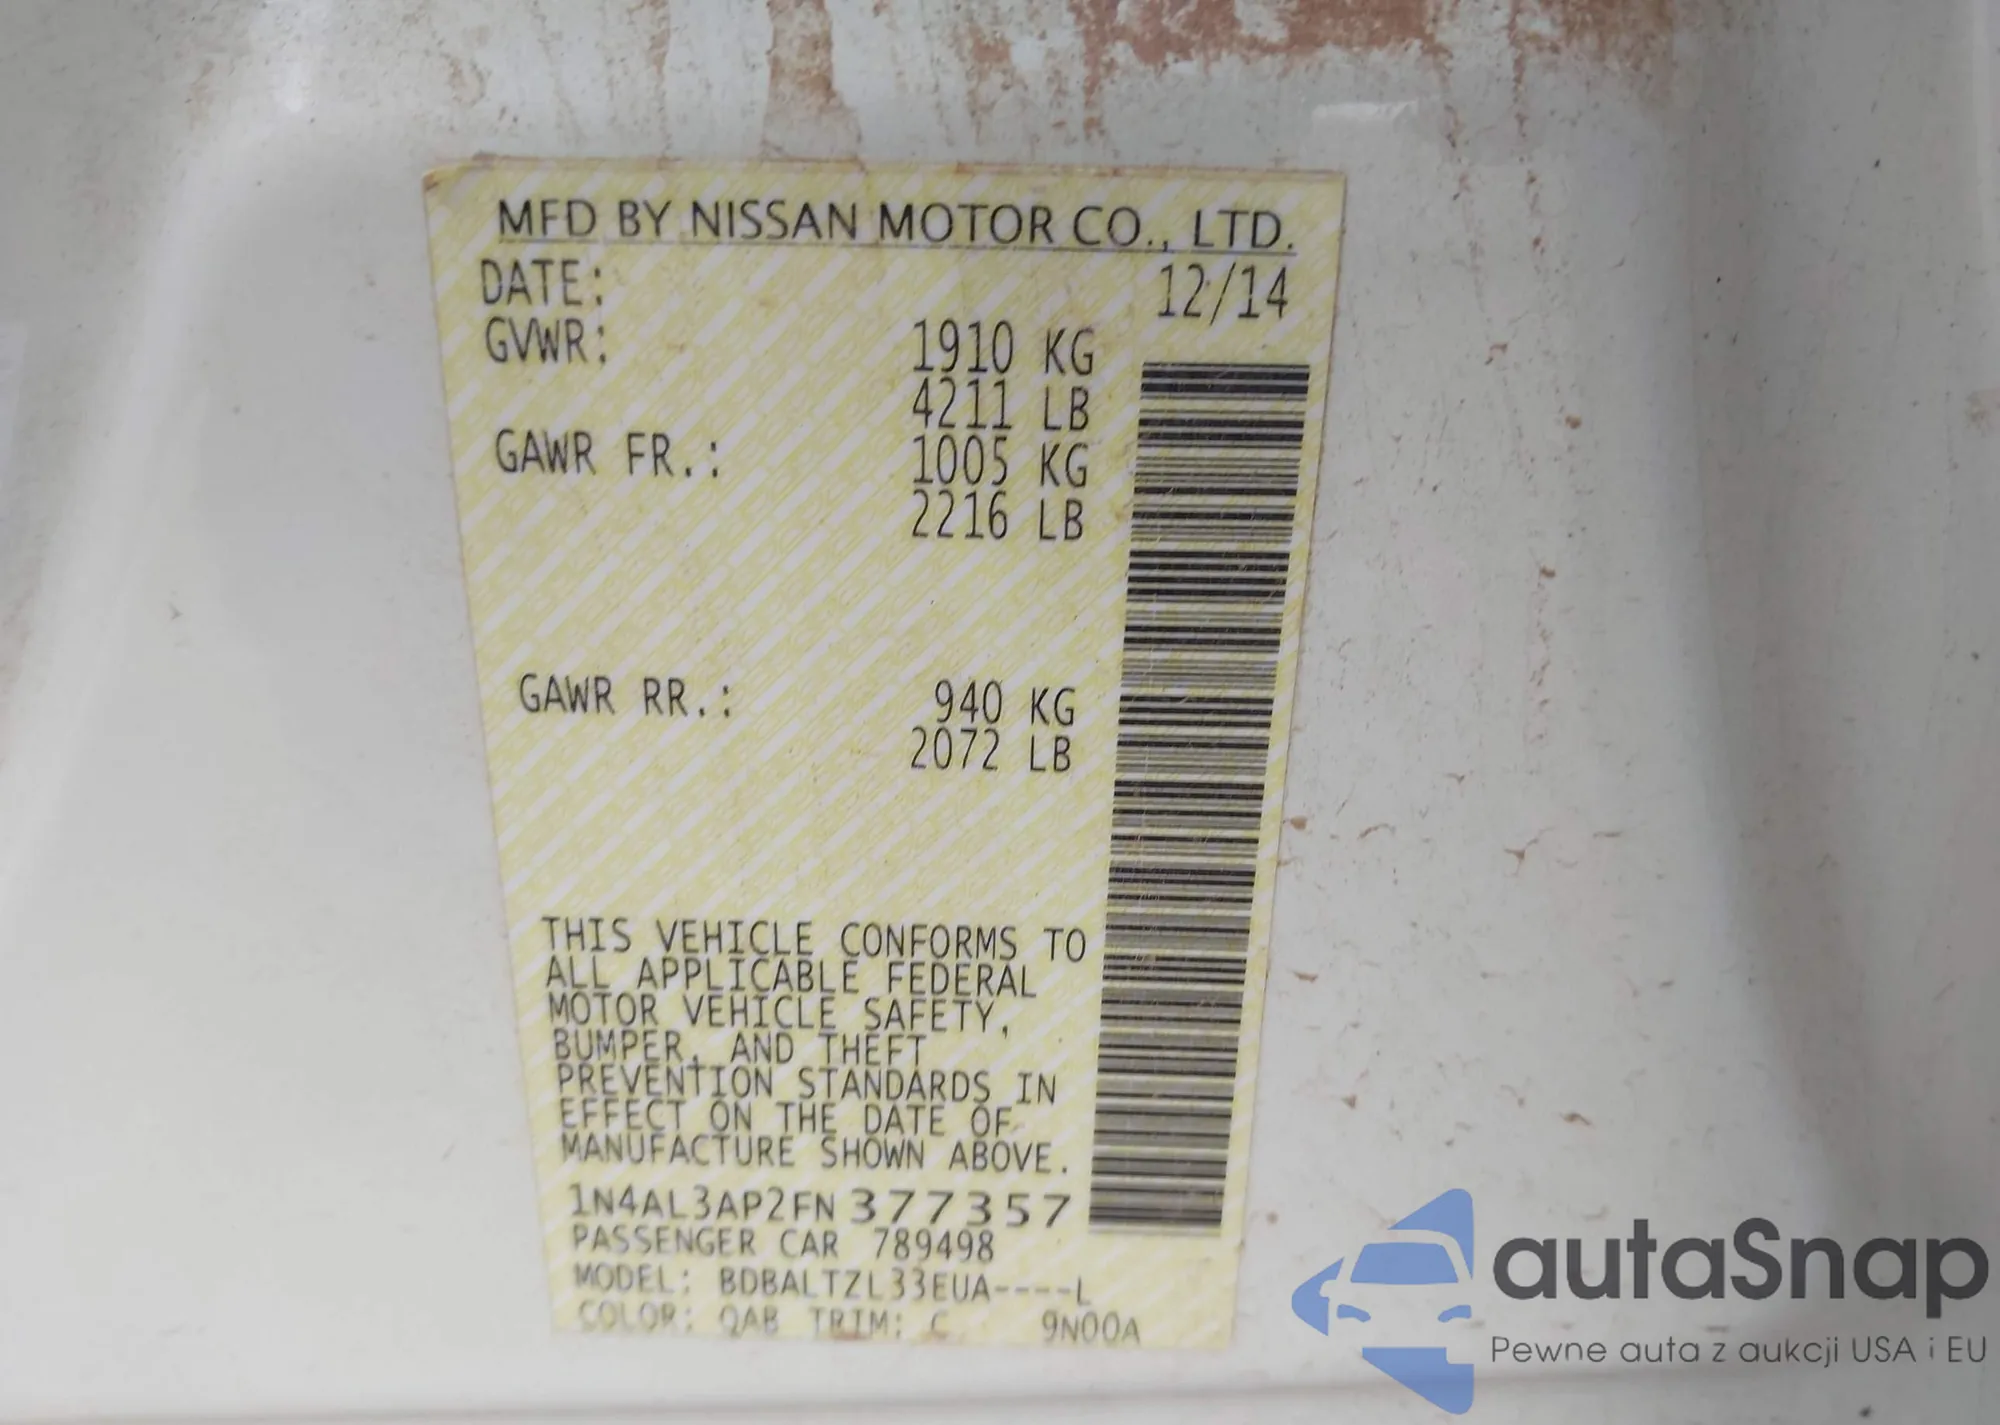 MFD BY NISSAN MOTOR CO., LTD.
DATE: 12/14
GVWR: 1910 KG
4211 LB
GAWR FR.: 1005 KG
2216 LB
GAWR RR.: 940 KG
2072 LB
THIS VEHICLE CONFORMS TO
ALL APPLICABLE FEDERAL
MOTOR VEHICLE SAFETY,
BUMPER, AND THEFT
PREVENTION STANDARDS IN
EFFECT ON THE DATE OF
MANUFACTURE SHOWN ABOVE.
1N4AL3AP2FN377357
PASSENGER CAR 789498
MODEL: BDBALTZL33EUA----L
COLOR: QAB TRIM: C 9N00A
autaSnap
Pewne auta z aukcji USA i EU